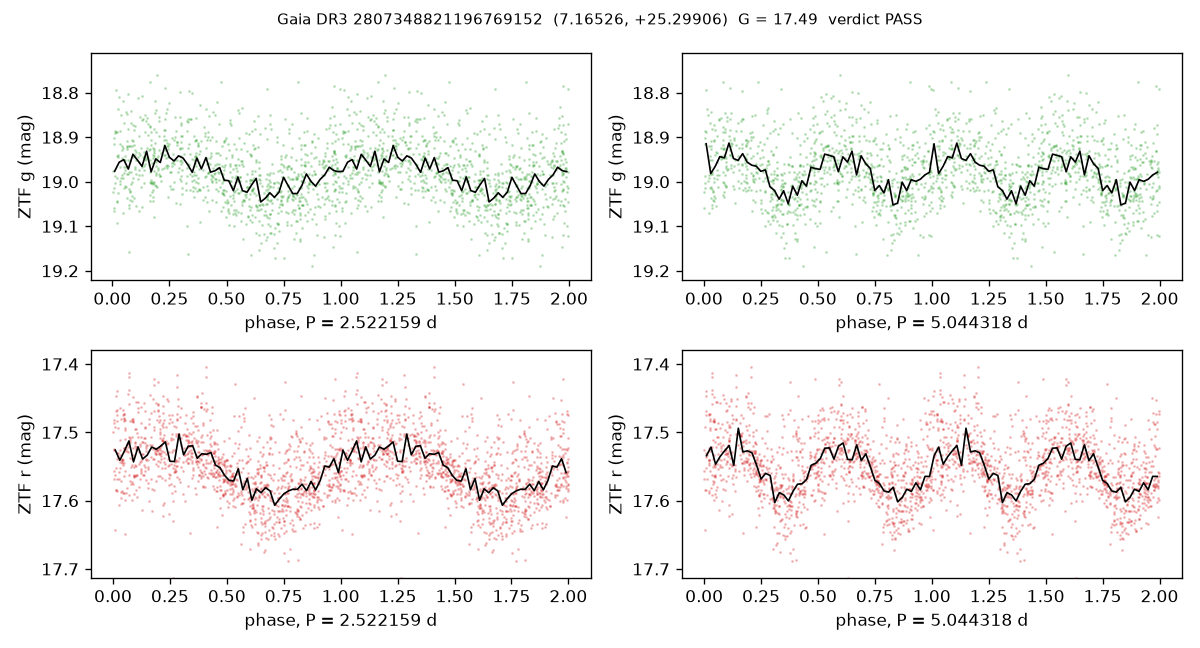 Gaia DR3 2807348821196769152 (7.16526, +25.29906) G = 17.49 verdict PASS
ZTF g (mag)
18.8
18.9
19.0
19.1
19.2
0.00 0.25 0.50 0.75 1.00 1.25 1.50 1.75 2.00
phase, P = 2.522159 d
ZTF g (mag)
18.8
18.9
19.0
19.1
19.2
0.00 0.25 0.50 0.75 1.00 1.25 1.50 1.75 2.00
phase, P = 5.044318 d
ZTF r (mag)
17.4
17.5
17.6
17.7
0.00 0.25 0.50 0.75 1.00 1.25 1.50 1.75 2.00
phase, P = 2.522159 d
ZTF r (mag)
17.4
17.5
17.6
17.7
0.00 0.25 0.50 0.75 1.00 1.25 1.50 1.75 2.00
phase, P = 5.044318 d